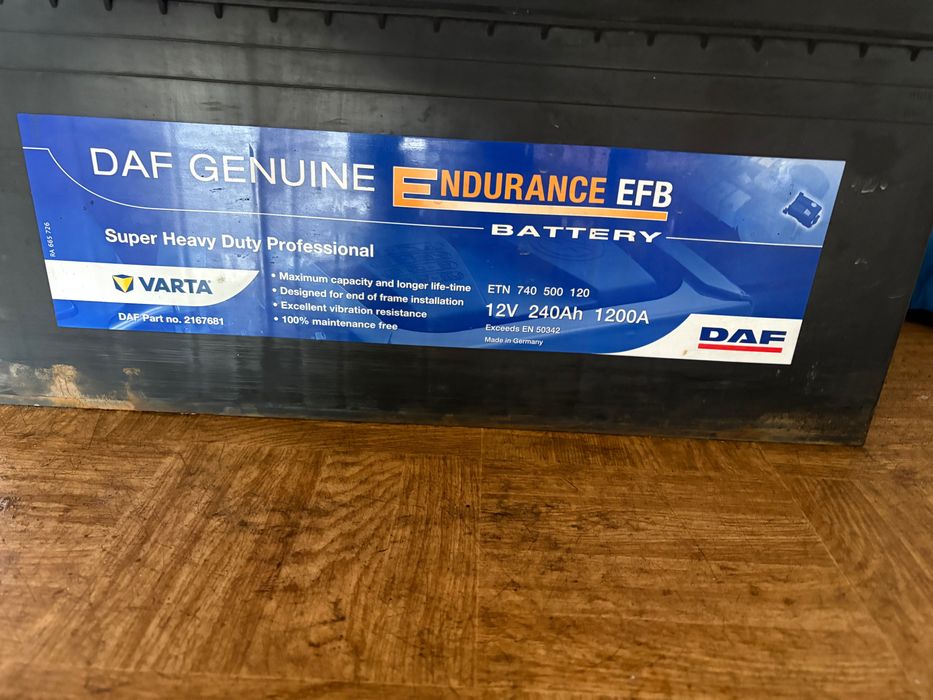 DAF GENUINE ENDURANCE EFB
BATTERY
Super Heavy Duty Professional
RA 665 726
VARTA
DAF Part no. 2167681
• Maximum capacity and longer life-time
• Designed for end of frame installation
• Excellent vibration resistance
• 100% maintenance free
ETN 740 500 120
12V 240Ah 1200A
Exceeds EN 50342
Made in Germany
DAF